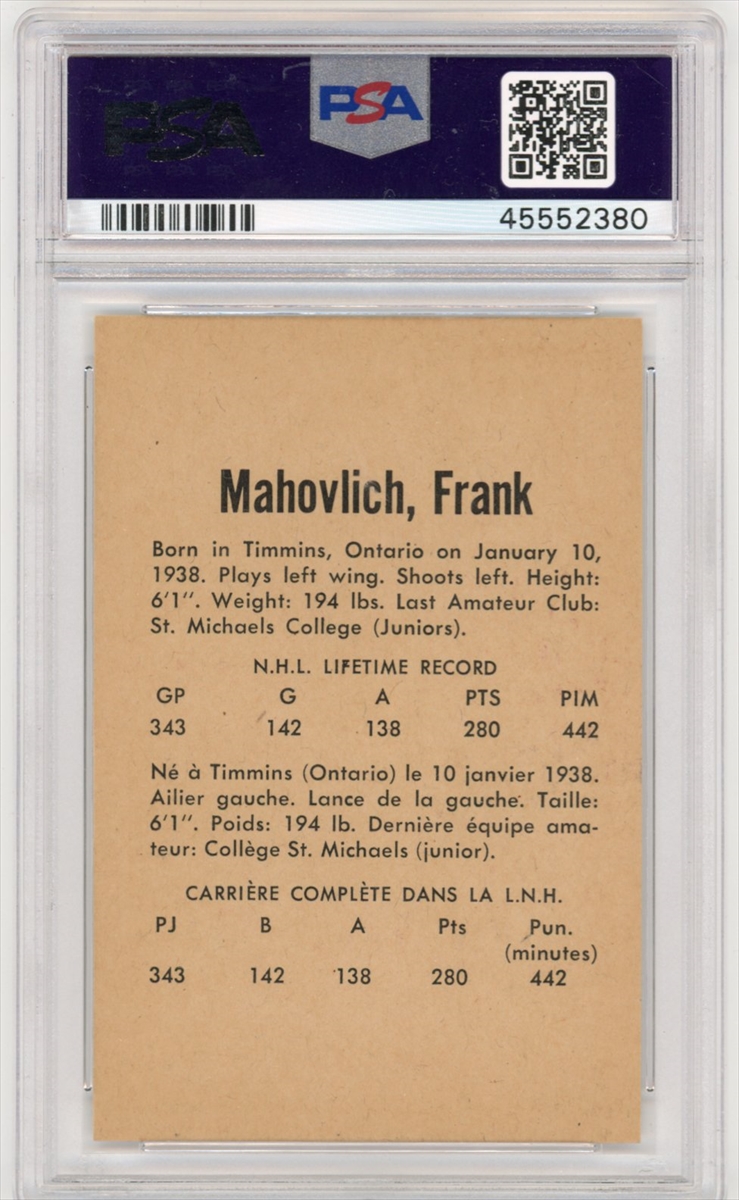 PSA PSA
45552380
Mahovlich, Frank
Born in Timmins, Ontario on January 10,
1938. Plays left wing. Shoots left. Height:
6'1". Weight: 194 lbs. Last Amateur Club:
St. Michaels College (Juniors).
N.H.L. LIFETIME RECORD
GP G A PTS PIM
343 142 138 280 442
Né à Timmins (Ontario) le 10 janvier 1938.
Ailier gauche. Lance de la gauche. Taille:
6'1". Poids: 194 lb. Dernière équipe ama-
teur: Collège St. Michaels (junior).
CARRIÈRE COMPLÈTE DANS LA L.N.H.
PJ B A Pts Pun.
(minutes)
343 142 138 280 442